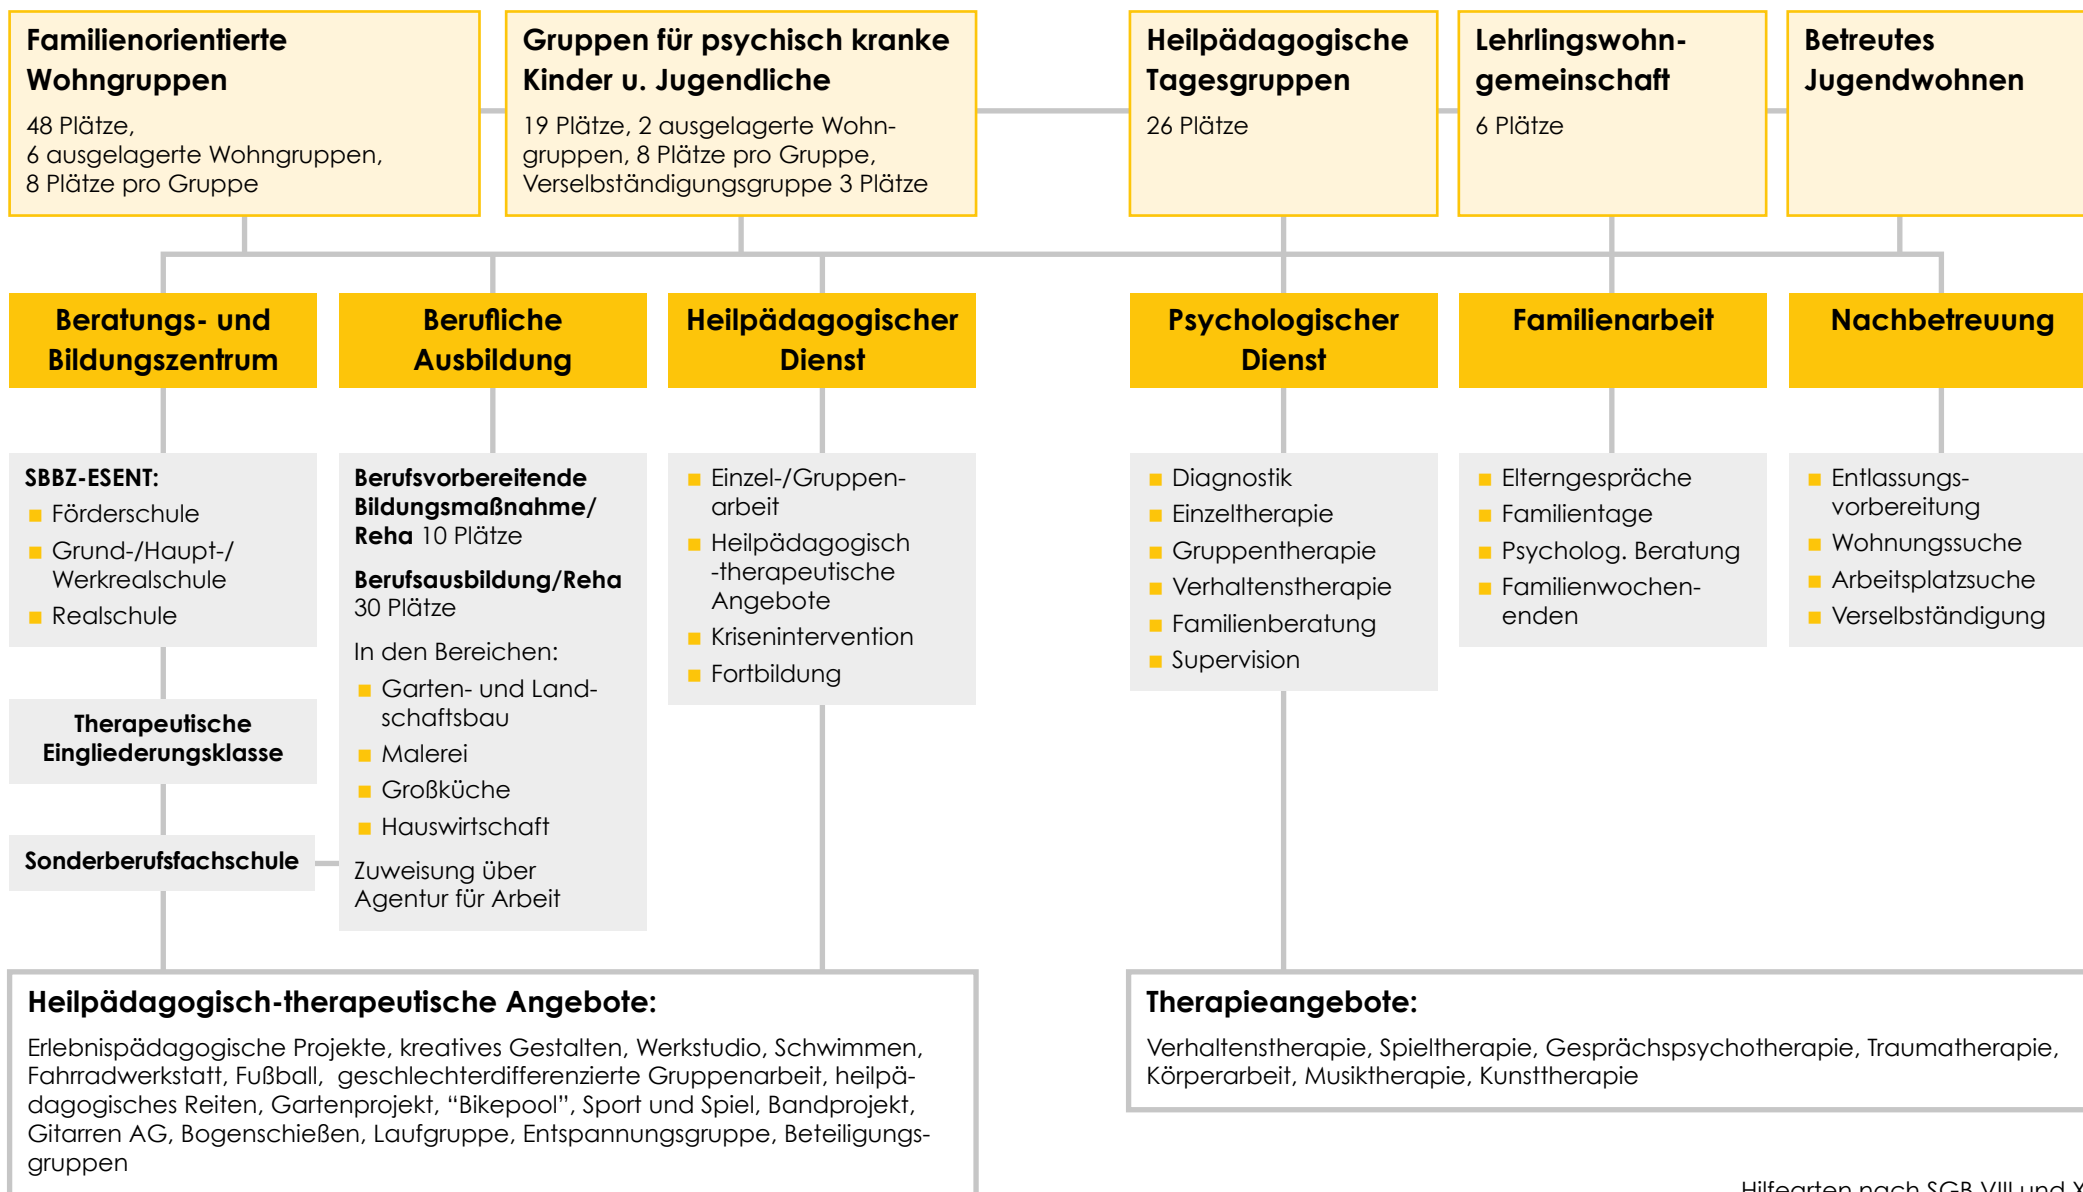 Familienorientierte
Wohngruppen
48 Plätze,
6 ausgelagerte Wohngruppen,
8 Plätze pro Gruppe
Gruppen für psychisch kranke
Kinder u. Jugendliche
19 Plätze, 2 ausgelagerte Wohn-
gruppen, 8 Plätze pro Gruppe,
Verselbständigungsgruppe 3 Plätze
Heilpädagogische
Tagesgruppen
26 Plätze
Lehrlingswohn-
gemeinschaft
6 Plätze
Betreutes
Jugendwohnen
Beratungs- und
Bildungszentrum
Berufliche
Ausbildung
Heilpädagogischer
Dienst
Psychologischer
Dienst
Familienarbeit
Nachbetreuung
SBBZ-ESENT:
Förderschule
Grund-/Haupt-/
Werkrealschule
Realschule
Therapeutische
Eingliederungsklasse
Sonderberufsfachschule
Berufsvorbereitende
Bildungsmaßnahme/
Reha 10 Plätze
Berufsausbildung/Reha
30 Plätze
In den Bereichen:
Garten- und Land-
schaftsbau
Malerei
Großküche
Hauswirtschaft
Zuweisung über
Agentur für Arbeit
Einzel-/Gruppen-
arbeit
Heilpädagogisch
-therapeutische
Angebote
Krisenintervention
Fortbildung
Diagnostik
Einzeltherapie
Gruppentherapie
Verhaltenstherapie
Familienberatung
Supervision
Elterngespräche
Familientage
Psycholog. Beratung
Familienwochen-
enden
Entlassungs-
vorbereitung
Wohnungssuche
Arbeitsplatzsuche
Verselbständigung
Heilpädagogisch-therapeutische Angebote:
Erlebnispädagogische Projekte, kreatives Gestalten, Werkstudio, Schwimmen,
Fahrradwerkstatt, Fußball, geschlechterdifferenzierte Gruppenarbeit, heilpä-
dagogisches Reiten, Gartenprojekt, “Bikepool”, Sport und Spiel, Bandprojekt,
Gitarren AG, Bogenschießen, Laufgruppe, Entspannungsgruppe, Beteiligungs-
gruppen
Therapieangebote:
Verhaltenstherapie, Spieltherapie, Gesprächspsychotherapie, Traumatherapie,
Körperarbeit, Musiktherapie, Kunsttherapie
Hilfearten nach SGB VIII und